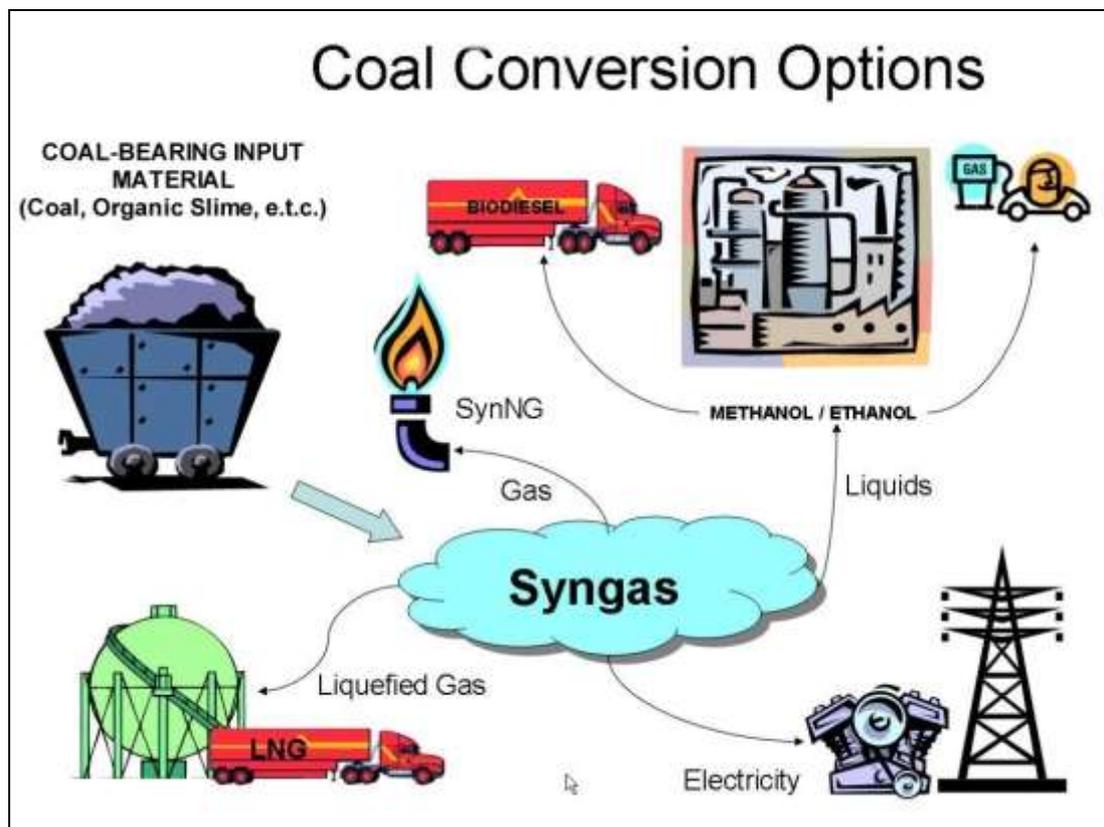 Coal Conversion Options
COAL-BEARING INPUT
MATERIAL
(Coal, Organic Slime, e.t.c.)
BIODIESEL
GAS
SynNG
METHANOL / ETHANOL
Gas
Liquids
Syngas
Liquefied Gas
LNG
Electricity